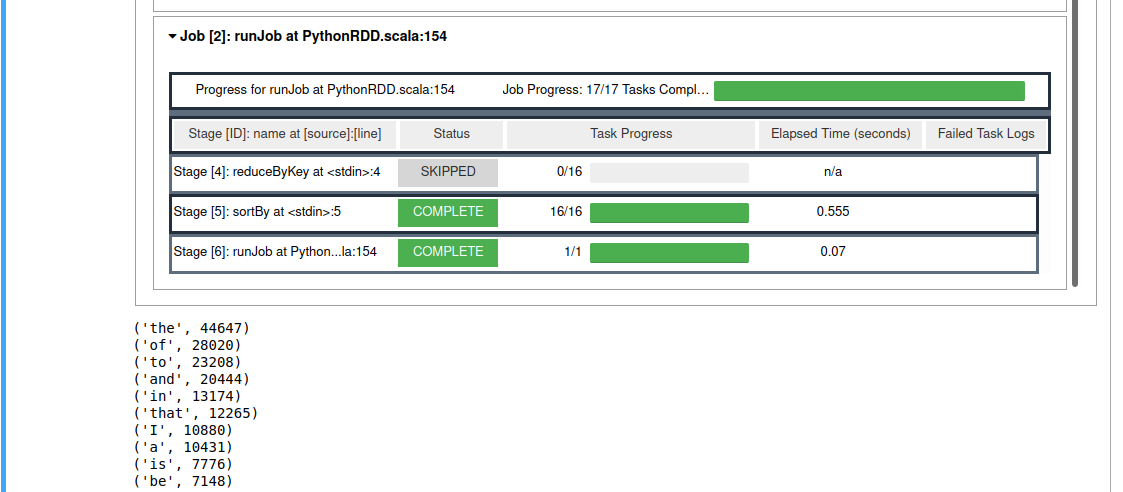 Job [2]: runJob at PythonRDD.scala:154
Progress for runJob at PythonRDD.scala:154 Job Progress: 17/17 Tasks Compl...
Stage [ID]: name at [source]:[line] Status Task Progress Elapsed Time (seconds) Failed Task Logs
Stage [4]: reduceByKey at <stdin>:4 SKIPPED 0/16 n/a
Stage [5]: sortBy at <stdin>:5 COMPLETE 16/16 0.555
Stage [6]: runJob at Python...la:154 COMPLETE 1/1 0.07
('the', 44647)
('of', 28020)
('to', 23208)
('and', 20444)
('in', 13174)
('that', 12265)
('I', 10880)
('a', 10431)
('is', 7776)
('be', 7148)